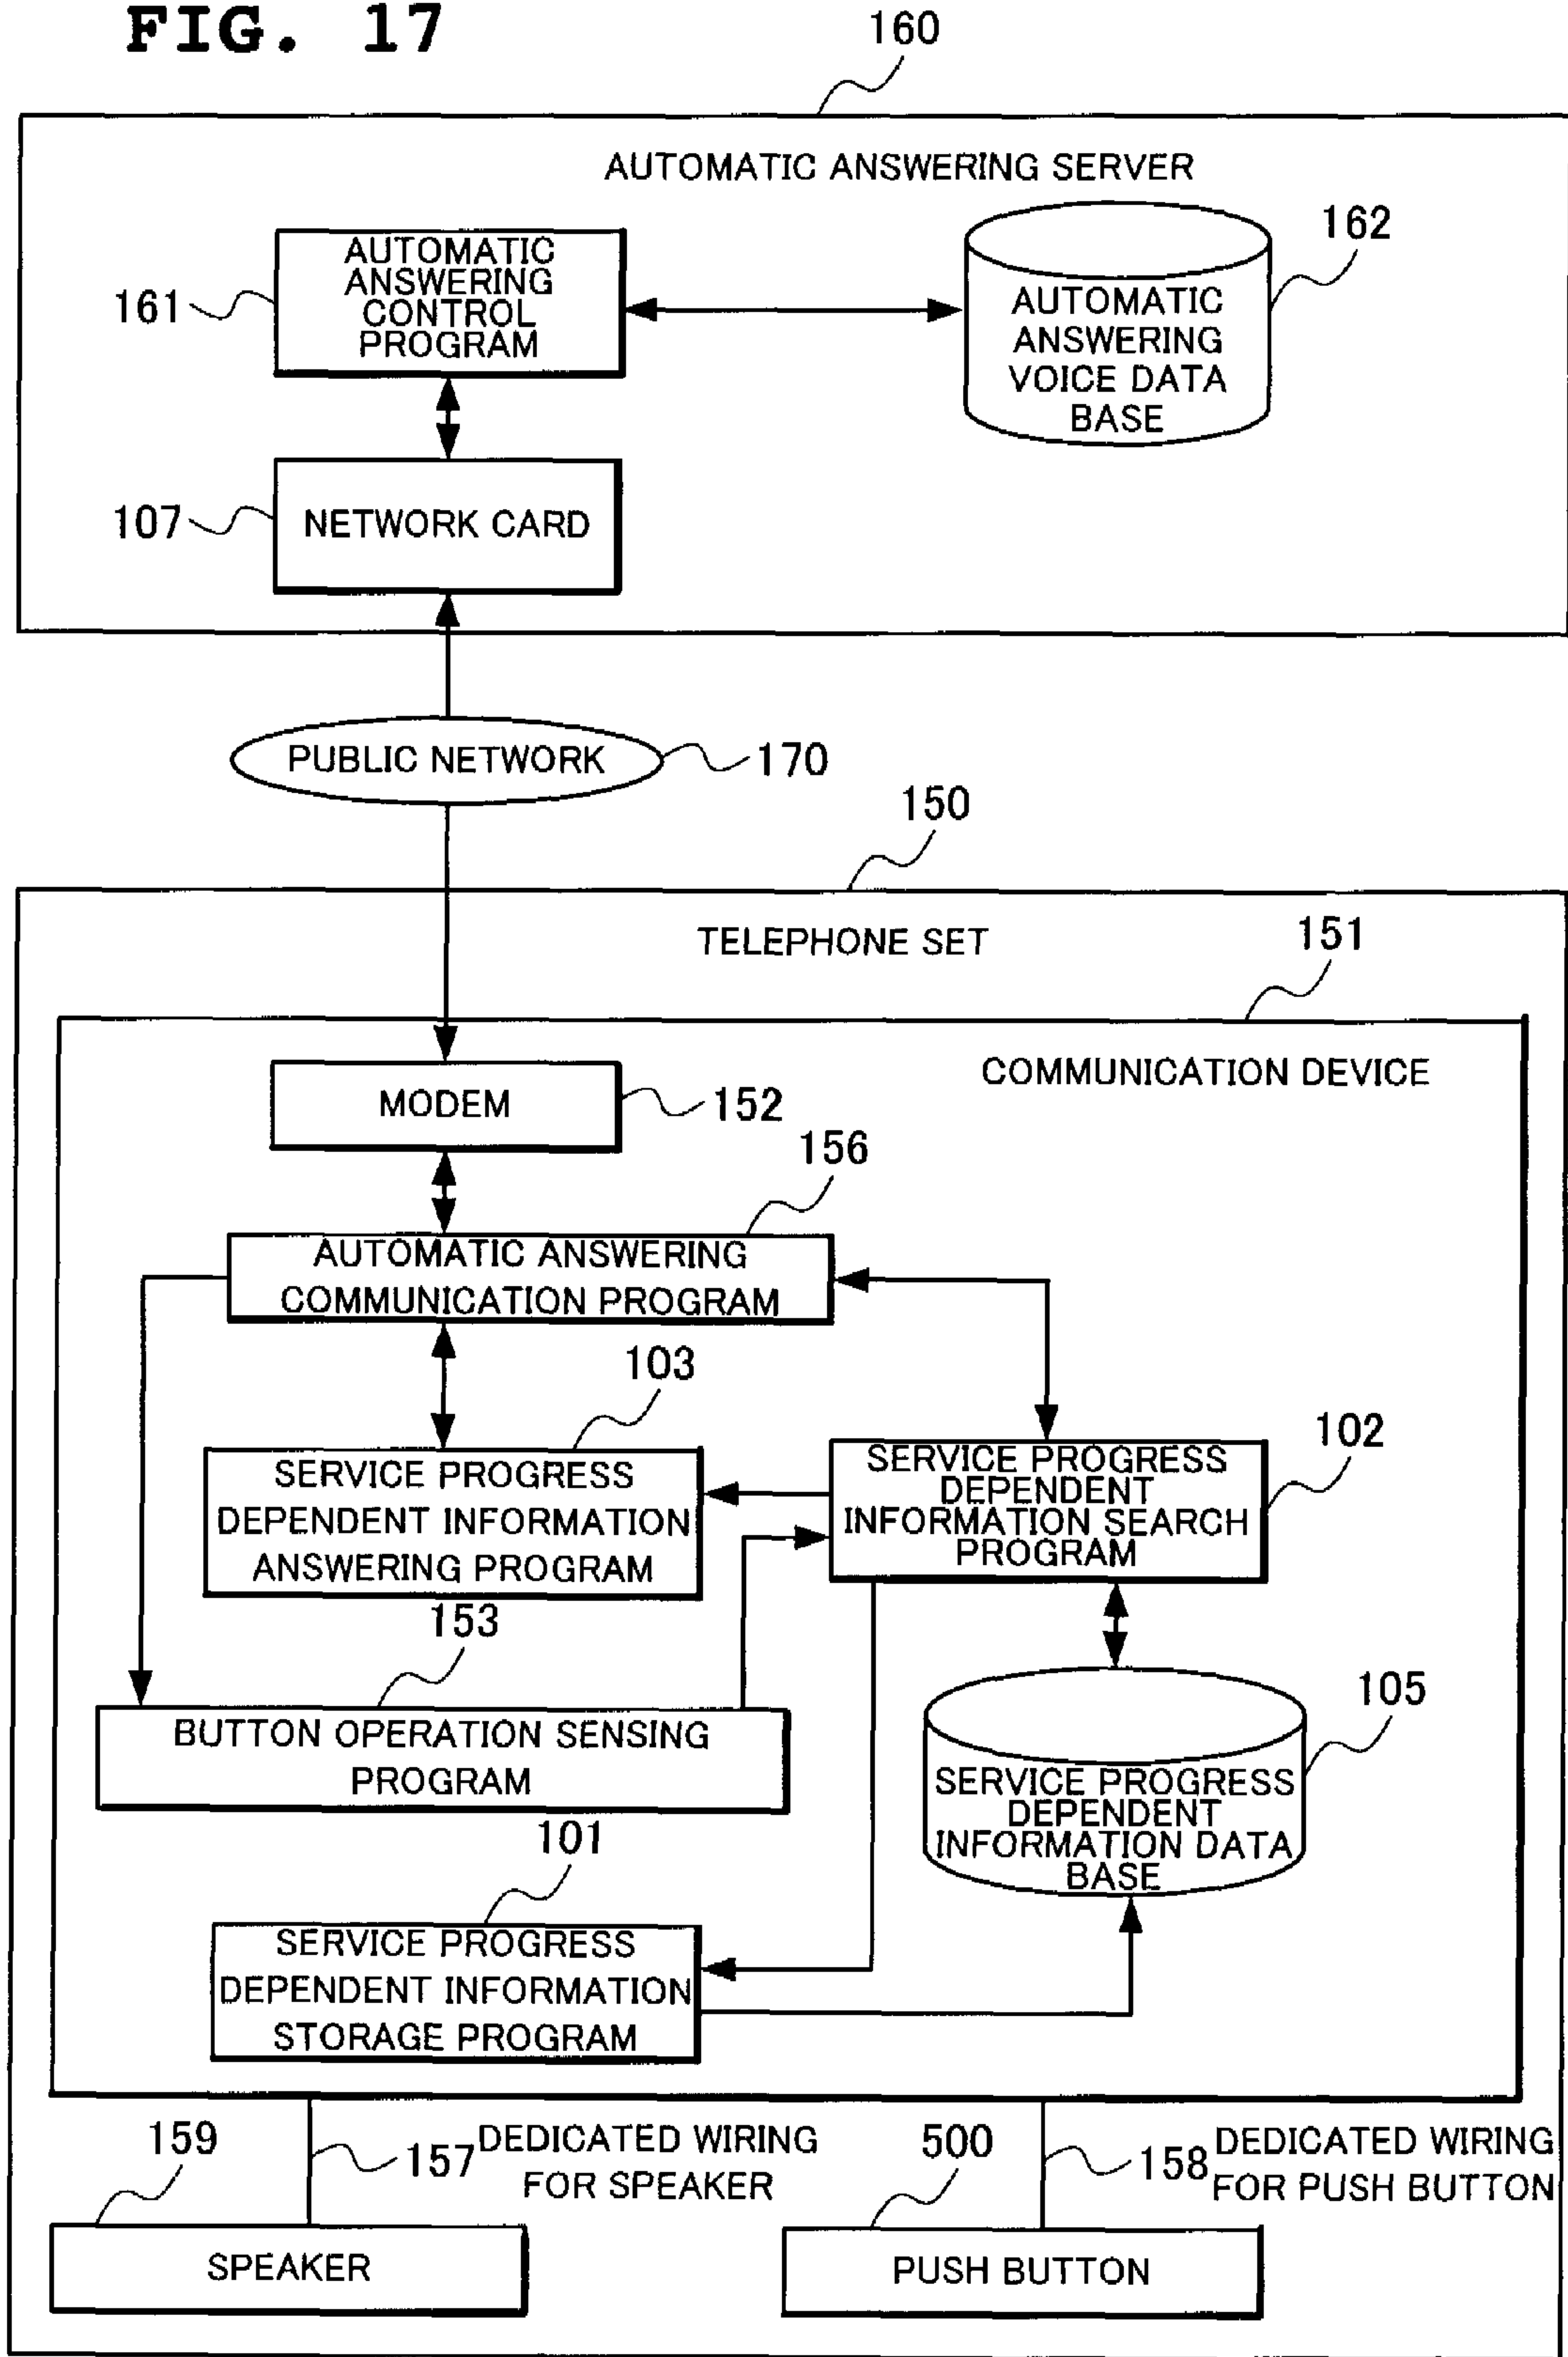 FIG. 17
160
AUTOMATIC ANSWERING SERVER
162
AUTOMATIC
ANSWERING
CONTROL
PROGRAM
161
AUTOMATIC
ANSWERING
VOICE DATA
BASE
107
NETWORK CARD
PUBLIC NETWORK
170
150
TELEPHONE SET
151
COMMUNICATION DEVICE
MODEM
152
156
AUTOMATIC ANSWERING
COMMUNICATION PROGRAM
103
102
SERVICE PROGRESS
DEPENDENT INFORMATION
ANSWERING PROGRAM
SERVICE PROGRESS
DEPENDENT
INFORMATION SEARCH
PROGRAM
153
105
BUTTON OPERATION SENSING
PROGRAM
SERVICE PROGRESS
DEPENDENT
INFORMATION DATA
BASE
101
SERVICE PROGRESS
DEPENDENT INFORMATION
STORAGE PROGRAM
159
157
DEDICATED WIRING
FOR SPEAKER
500
158
DEDICATED WIRING
FOR PUSH BUTTON
SPEAKER
PUSH BUTTON